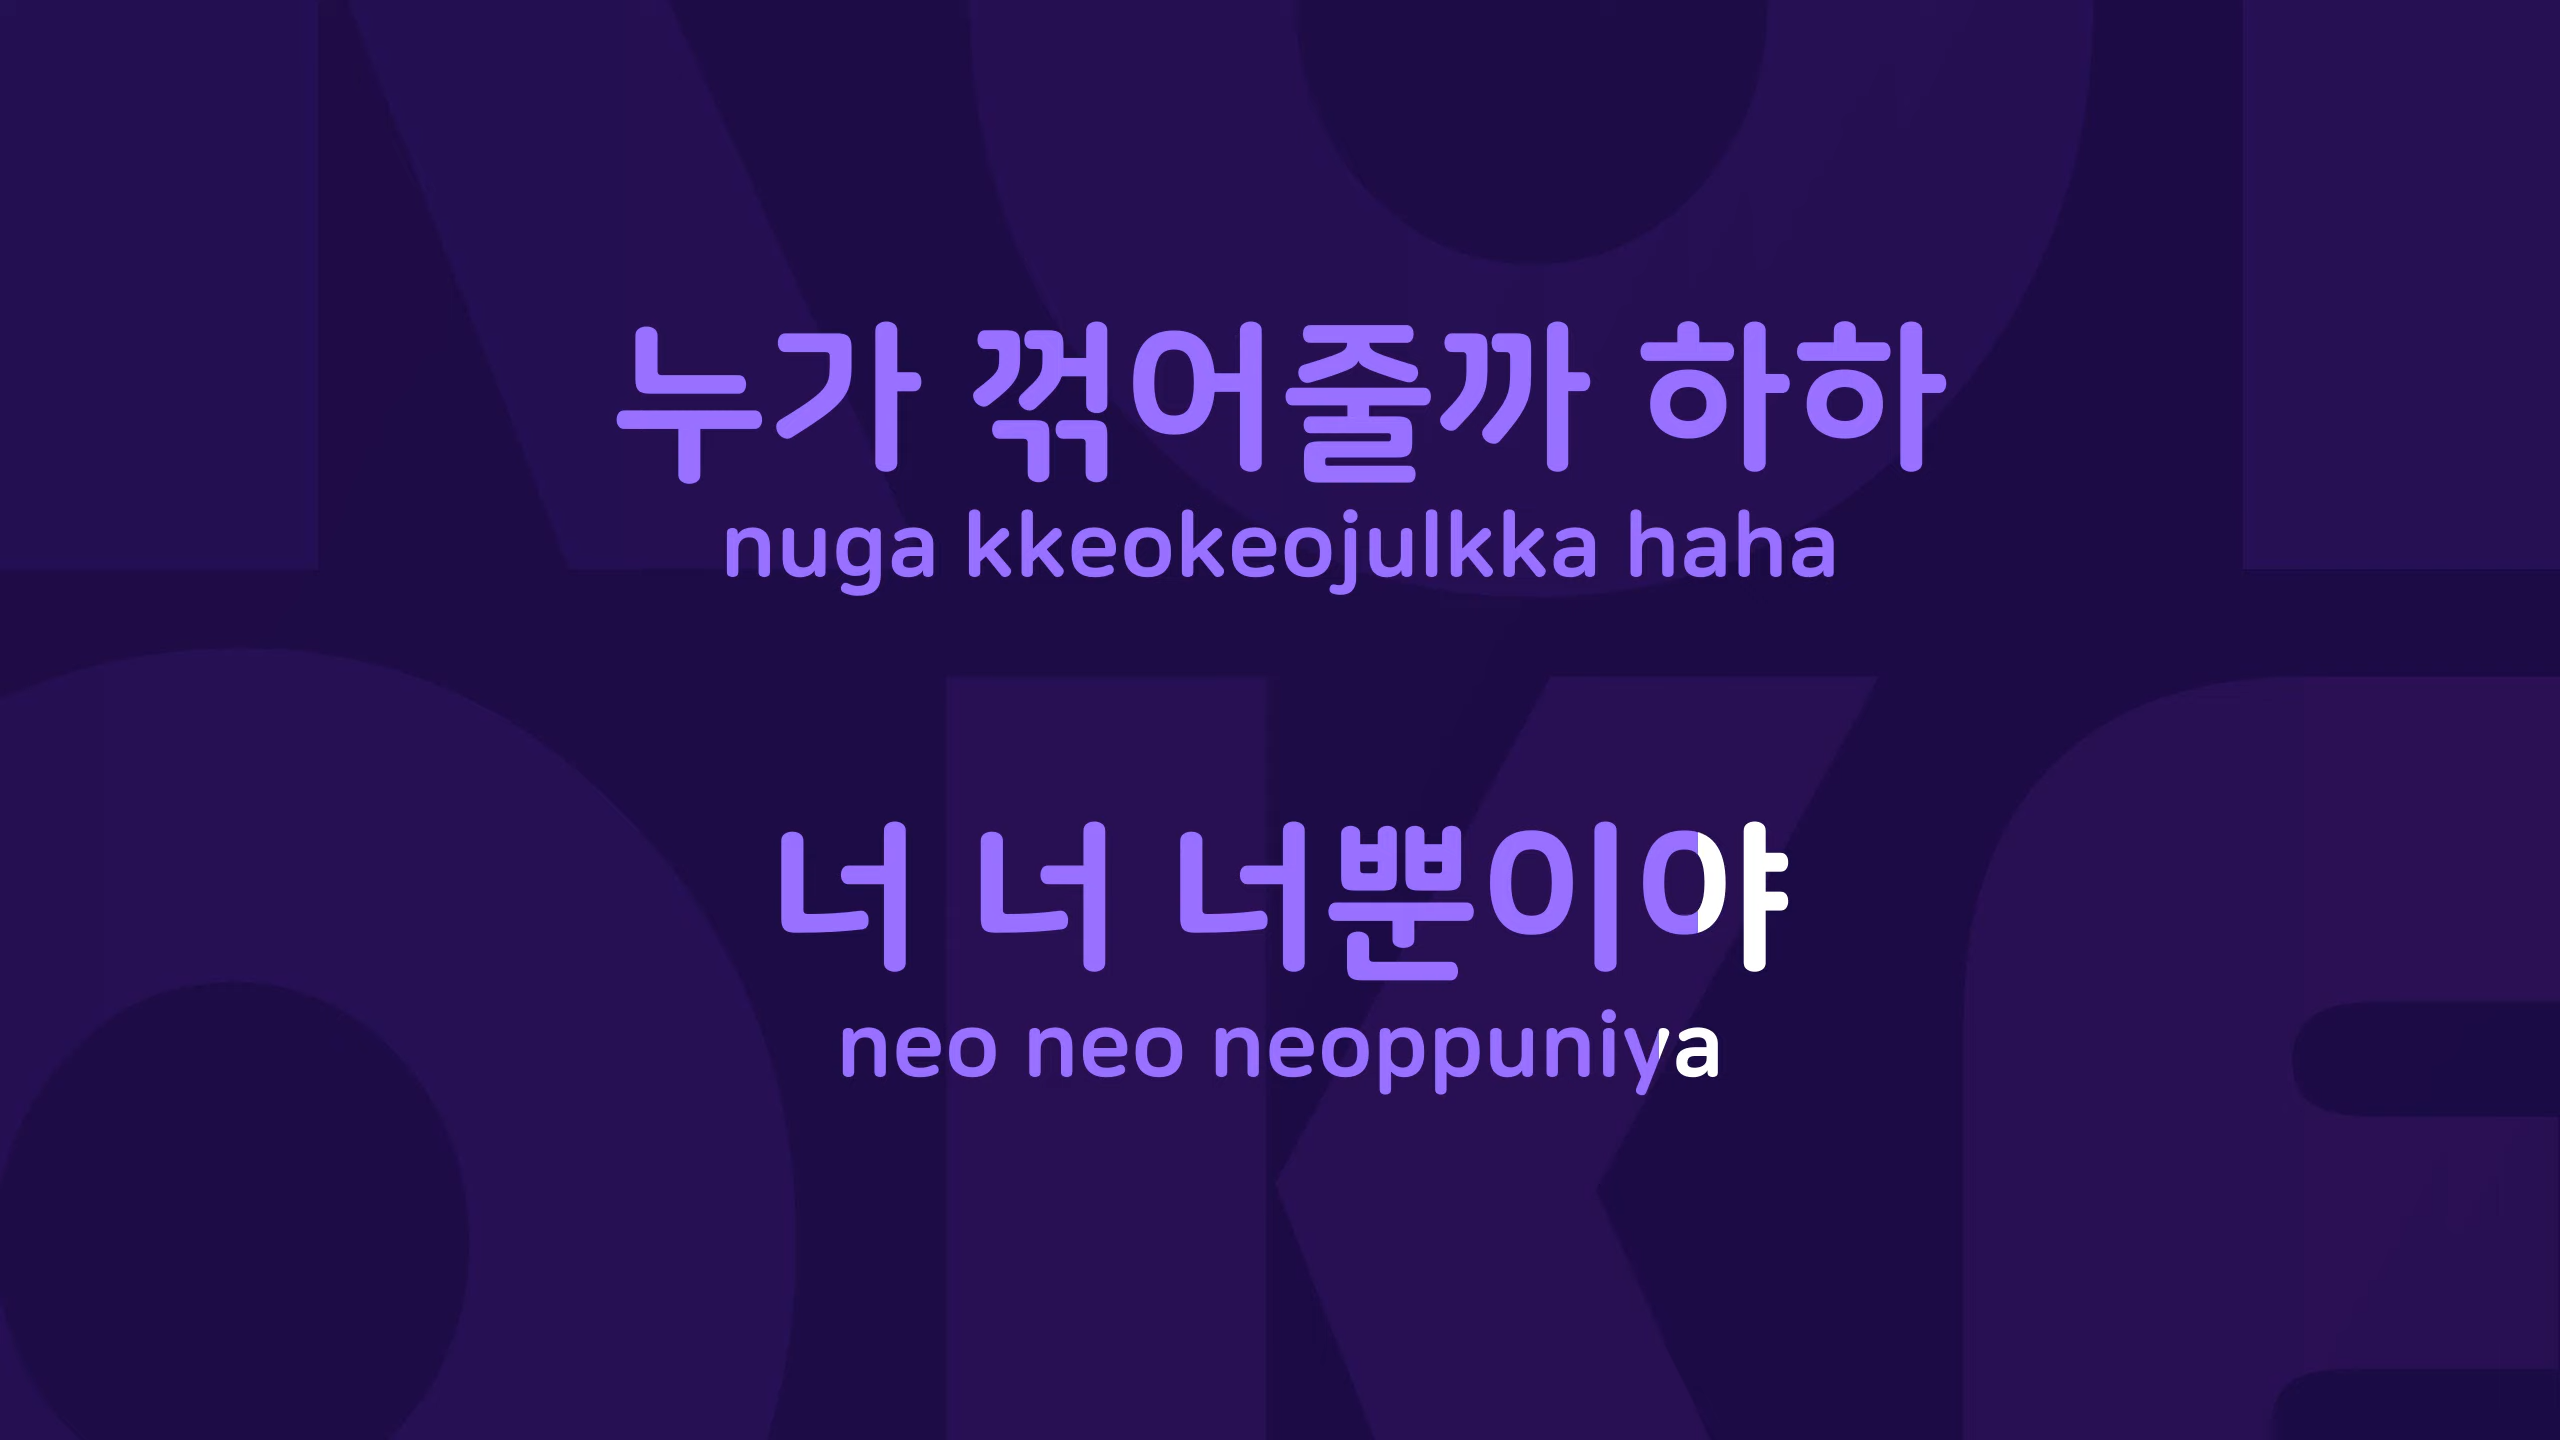 누가 꺾어줄까 하하
nuga kkeokeojulkka haha
너 너 너뿐이야
neo neo neoppuniya